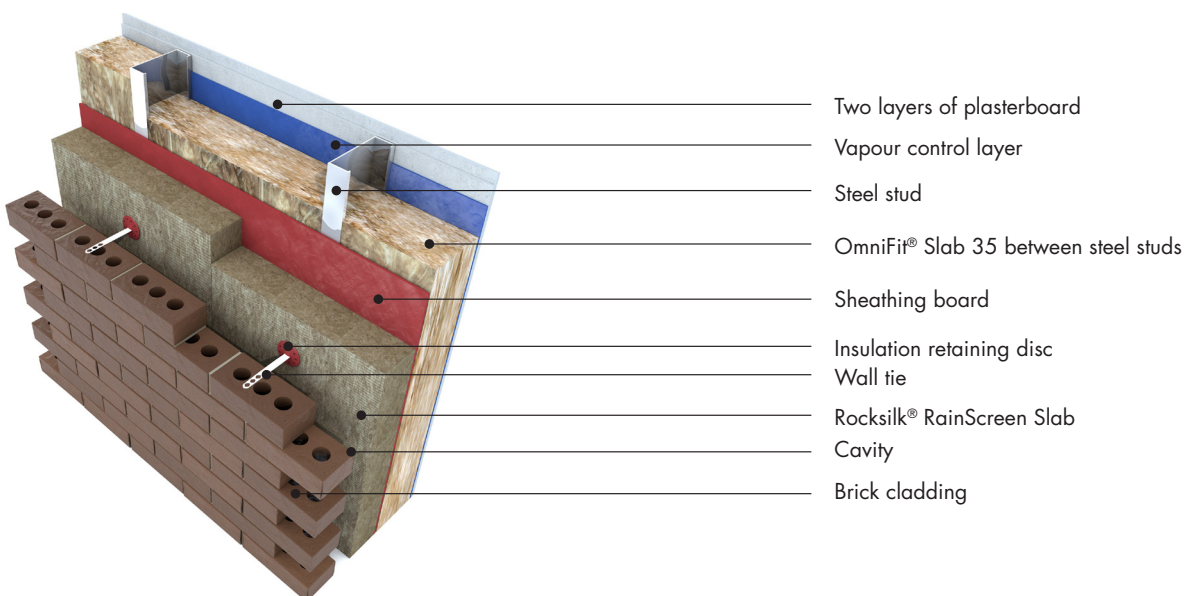 Two layers of plasterboard
Vapour control layer
Steel stud
OmniFit® Slab 35 between steel studs
Sheathing board
Insulation retaining disc
Wall tie
Rocksilk® RainScreen Slab
Cavity
Brick cladding